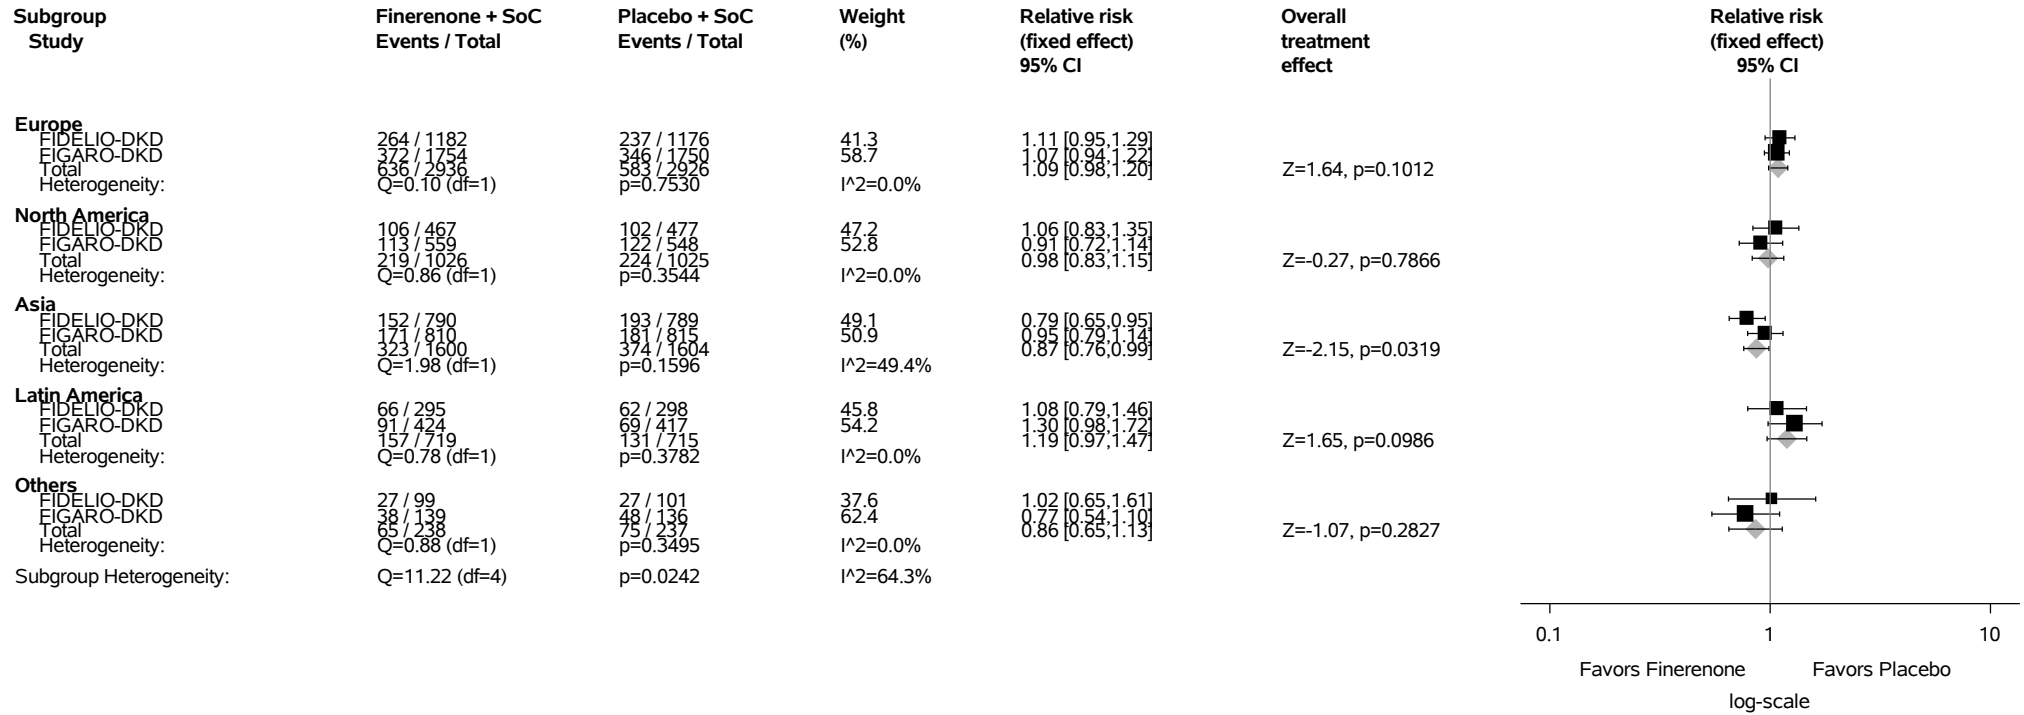 Subgroup Finerenone + SoC Placebo + SoC Weight Relative risk Overall Relative risk
Study Events / Total Events / Total (%) (fixed effect) treatment (fixed effect)
95% CI effect 95% CI
Europe
FIDELIO-DKD 264 / 1182 237 / 1176 41.3 1.11 [0.95,1.29]
FIGARO-DKD 372 / 1754 346 / 1750 58.7 1.07 [0.94,1.22]
Total 636 / 2936 583 / 2926 1.09 [0.98,1.20] Z=1.64, p=0.1012
Heterogeneity: Q=0.10 (df=1) p=0.7530 I^2=0.0%
North America
FIDELIO-DKD 106 / 467 102 / 477 47.2 1.06 [0.83,1.35]
FIGARO-DKD 113 / 559 122 / 548 52.8 0.91 [0.72,1.14]
Total 219 / 1026 224 / 1025 0.98 [0.83,1.15] Z=-0.27, p=0.7866
Heterogeneity: Q=0.86 (df=1) p=0.3544 I^2=0.0%
Asia
FIDELIO-DKD 152 / 790 193 / 789 49.1 0.79 [0.65,0.95]
FIGARO-DKD 171 / 810 181 / 815 50.9 0.95 [0.79,1.14]
Total 323 / 1600 374 / 1604 0.87 [0.76,0.99] Z=-2.15, p=0.0319
Heterogeneity: Q=1.98 (df=1) p=0.1596 I^2=49.4%
Latin America
FIDELIO-DKD 66 / 295 62 / 298 45.8 1.08 [0.79,1.46]
FIGARO-DKD 91 / 424 69 / 417 54.2 1.30 [0.98,1.72]
Total 157 / 719 131 / 715 1.19 [0.97,1.47] Z=1.65, p=0.0986
Heterogeneity: Q=0.78 (df=1) p=0.3782 I^2=0.0%
Others
FIDELIO-DKD 27 / 99 27 / 101 37.6 1.02 [0.65,1.61]
FIGARO-DKD 38 / 139 48 / 136 62.4 0.77 [0.54,1.10]
Total 65 / 238 75 / 237 0.86 [0.65,1.13] Z=-1.07, p=0.2827
Heterogeneity: Q=0.88 (df=1) p=0.3495 I^2=0.0%
Subgroup Heterogeneity: Q=11.22 (df=4) p=0.0242 I^2=64.3%
0.1 1 10
Favors Finerenone Favors Placebo
log-scale